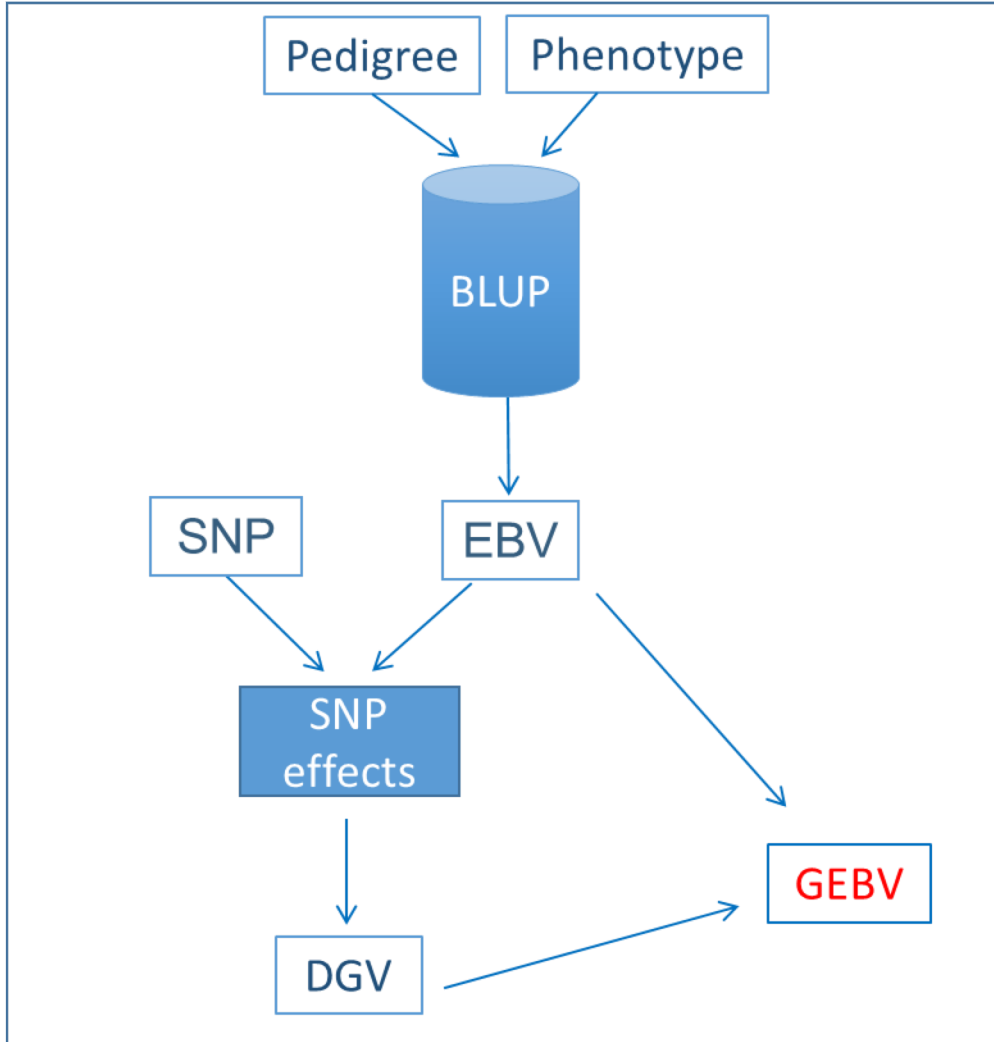 Pedigree
Phenotype
BLUP
SNP
EBV
SNP
effects
GEBV
DGV